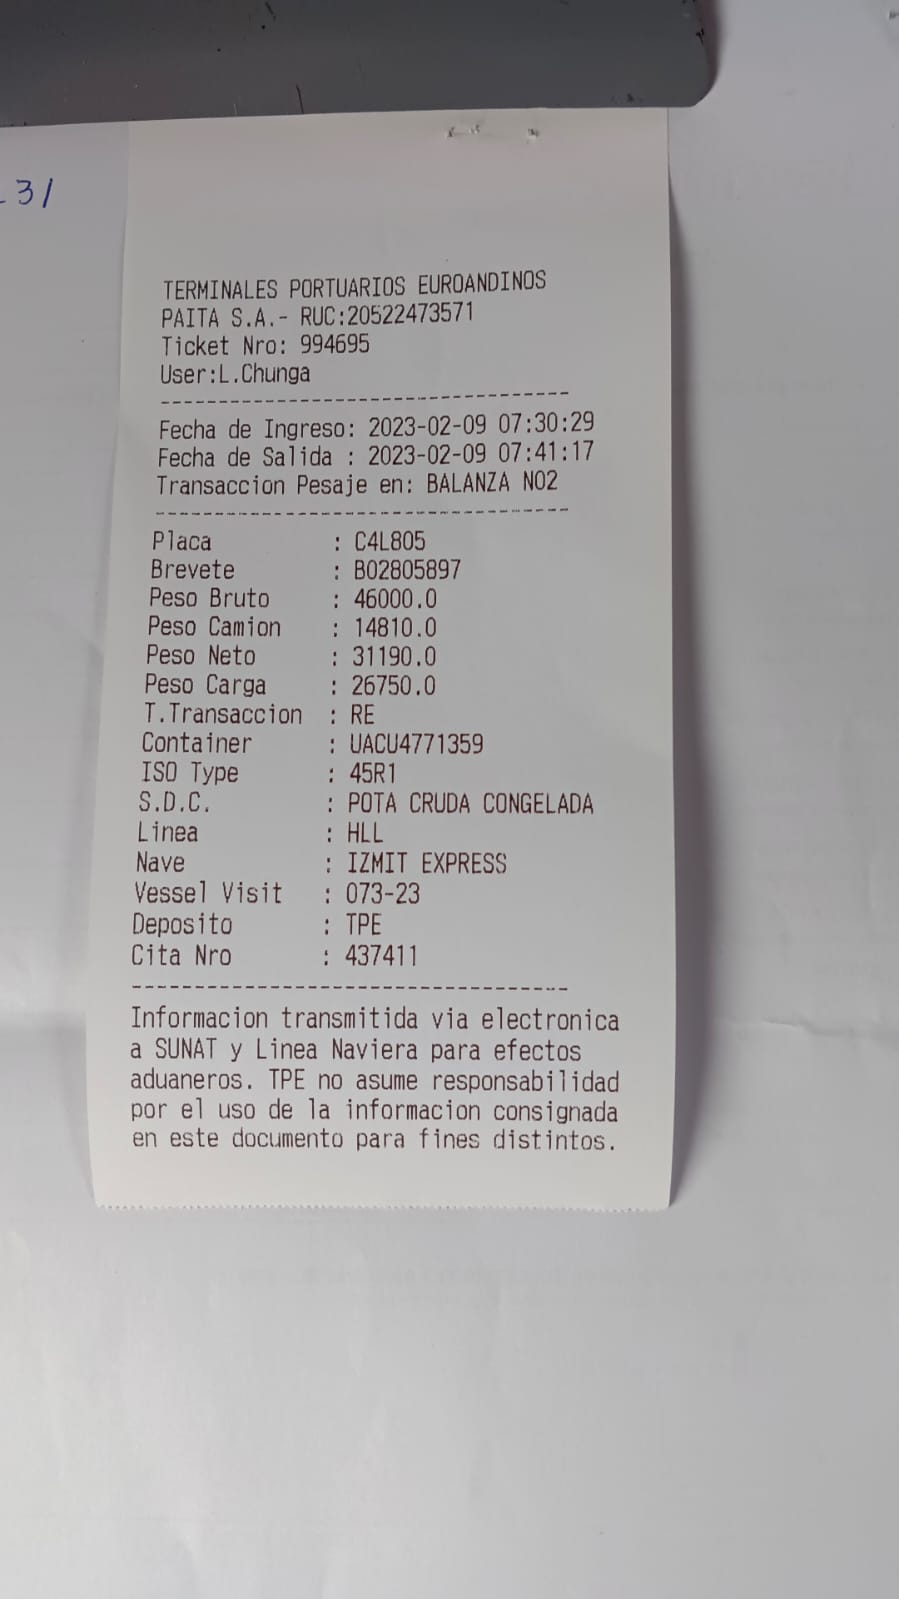 31
TERMINALES PORTUARIOS EUROANDINOS
PAITA S.A.- RUC:20522473571
Ticket Nro: 994695
User:L.Chunga
-----------------------------------
Fecha de Ingreso: 2023-02-09 07:30:29
Fecha de Salida : 2023-02-09 07:41:17
Transaccion Pesaje en: BALANZA NO2
-----------------------------------
Placa : C4L805
Brevete : B02805897
Peso Bruto : 46000.0
Peso Camion : 14810.0
Peso Neto : 31190.0
Peso Carga : 26750.0
T.Transaccion : RE
Container : UACU4771359
ISO Type : 45R1
S.D.C. : POTA CRUDA CONGELADA
Linea : HLL
Nave : IZMIT EXPRESS
Vessel Visit : 073-23
Deposito : TPE
Cita Nro : 437411
-----------------------------------
Informacion transmitida via electronica
a SUNAT y Linea Naviera para efectos
aduaneros. TPE no asume responsabilidad
por el uso de la informacion consignada
en este documento para fines distintos.